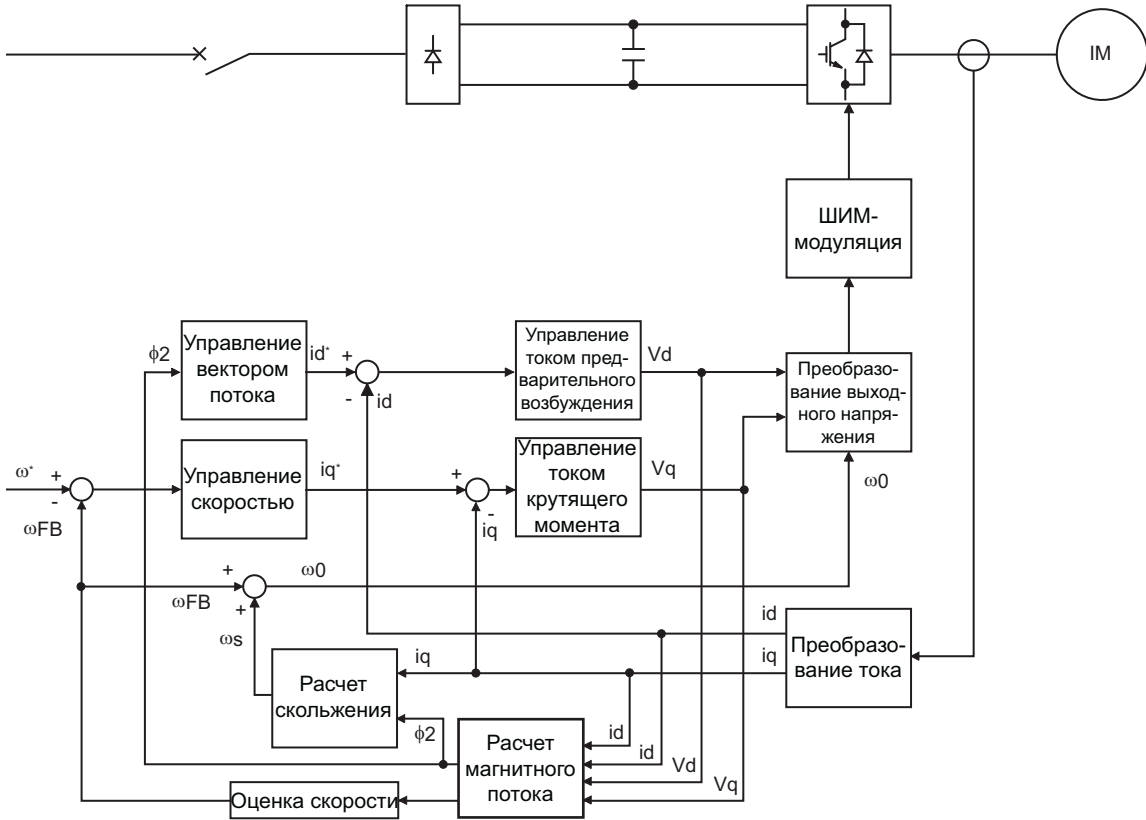 IM
ШИМ-
модуляция
ϕ2
Управление
вектором
потока
id*
+
-
id
Управление
током пред-
варительного
возбуждения
Vd
Преобразо-
вание выход-
ного напря-
жения
ω*
+
-
ωFB
Управление
скоростью
iq*
+
-
iq
Управление
током
крутящего
момента
Vq
ω0
+
ωFB
+
ωs
ω0
id
iq
Преобразо-
вание тока
Расчет
скольжения
iq
ϕ2
Расчет
магнитного
потока
id
id
Vd
Vq
Оценка скорости